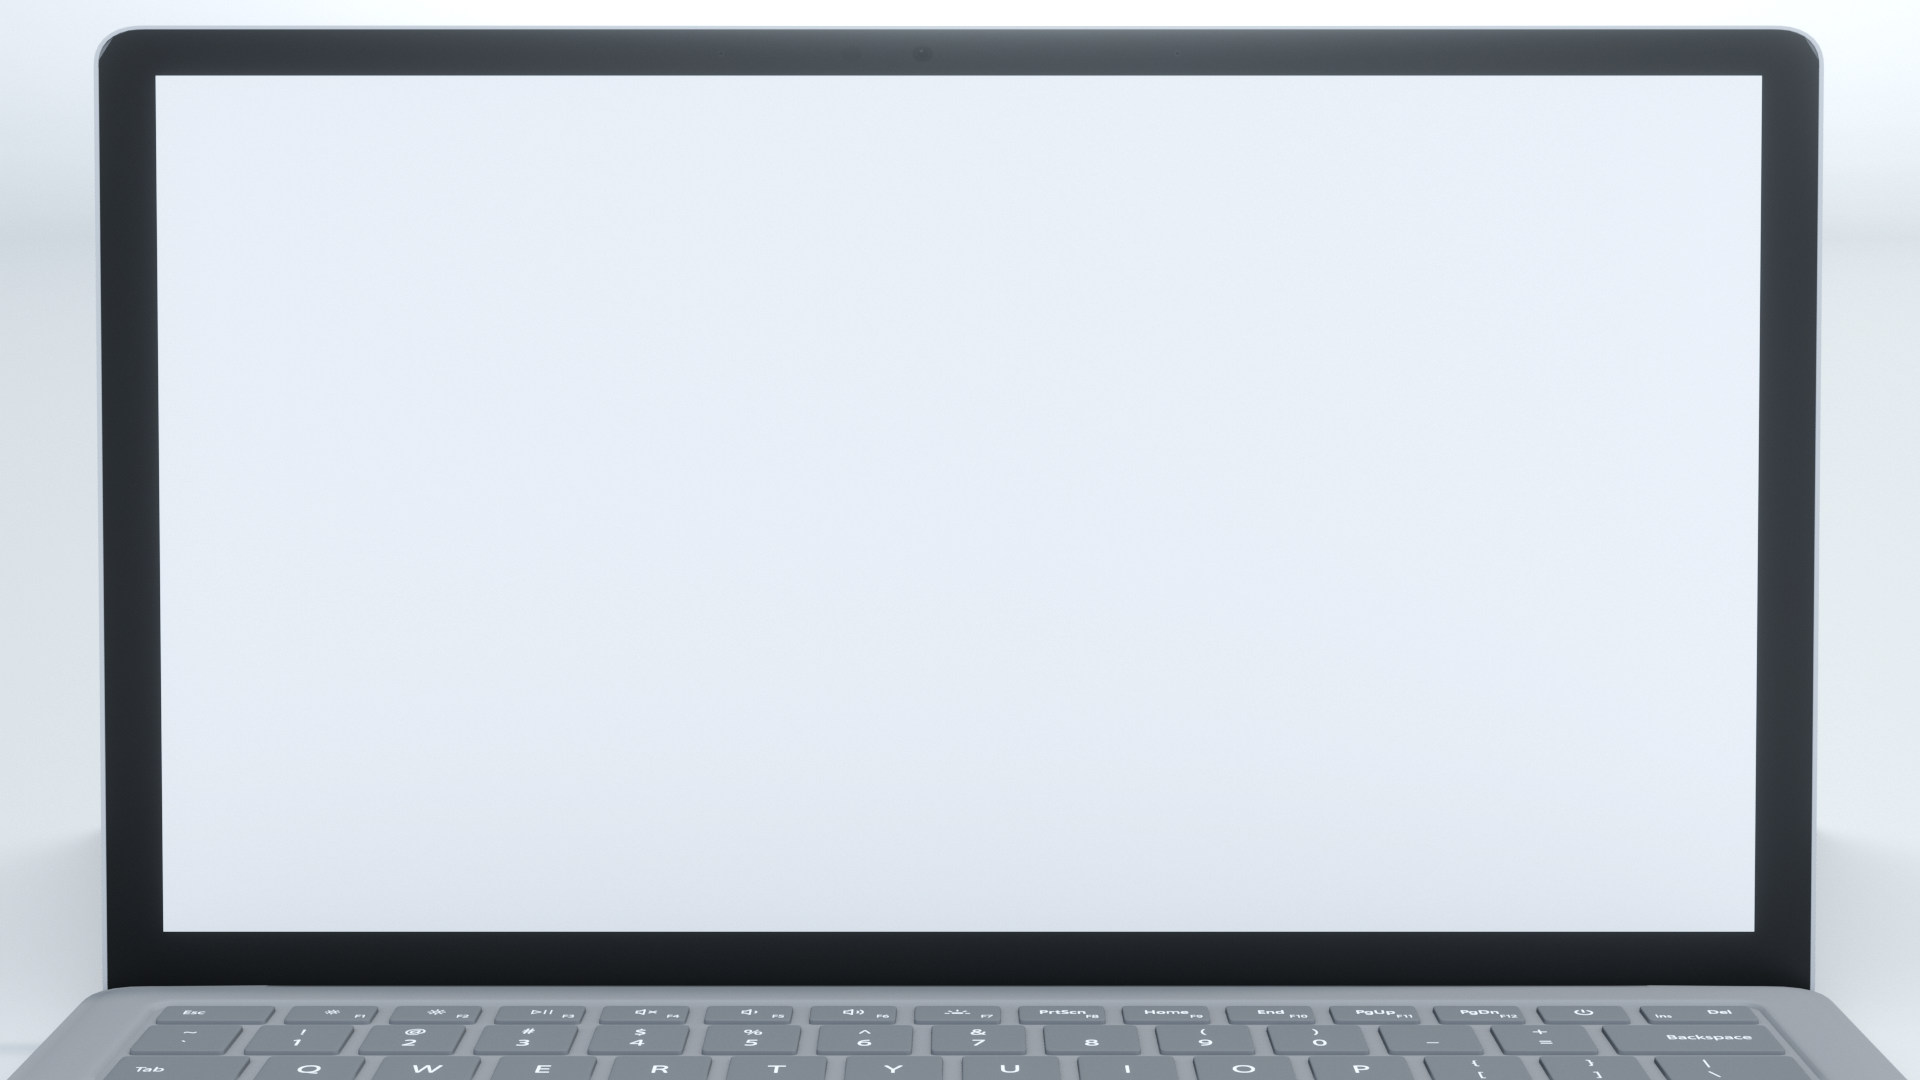 Esc F1 F2 F3 F4 F5 F6 F7 PrtScn F8 Home F9 End F10 PgUp F11 PgDn F12 Ins Del
~ ! @ # $ % ^ & ( ) _ +
` 1 2 3 4 5 6 7 8 9 0 = Backspace
Tab Q W E R T Y U I O P { } |
[ ] \